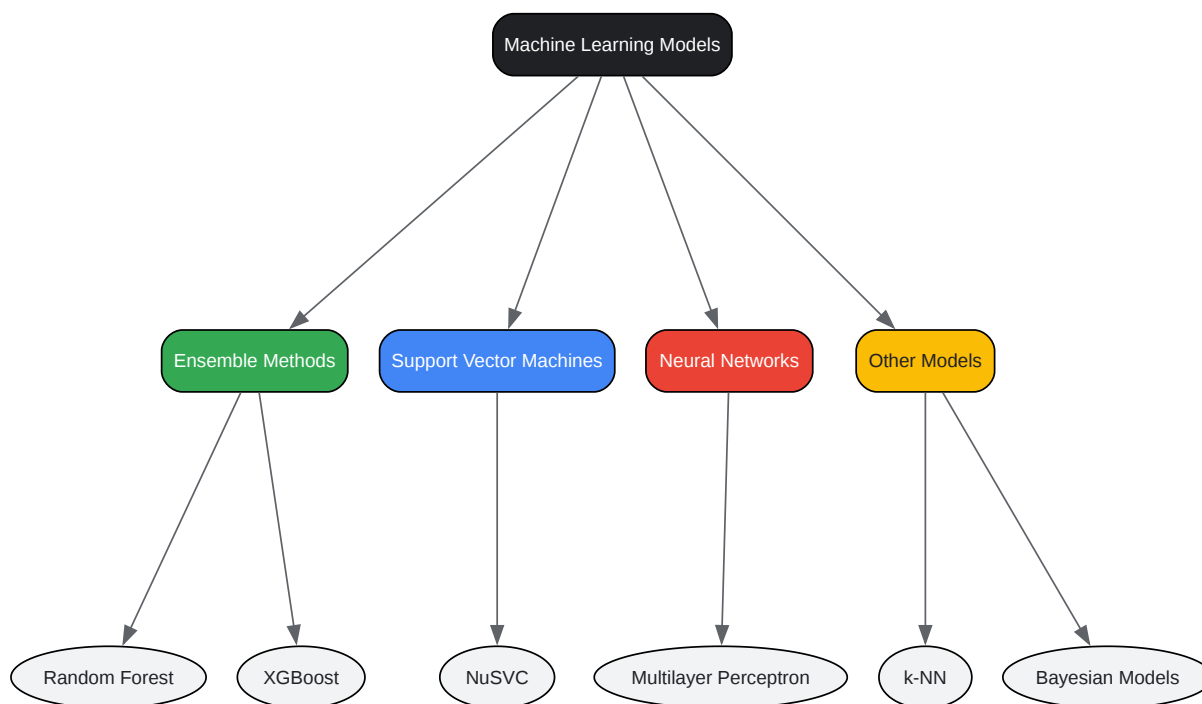 Machine Learning Models
Ensemble Methods
Support Vector Machines
Neural Networks
Other Models
Random Forest
XGBoost
NuSVC
Multilayer Perceptron
k-NN
Bayesian Models